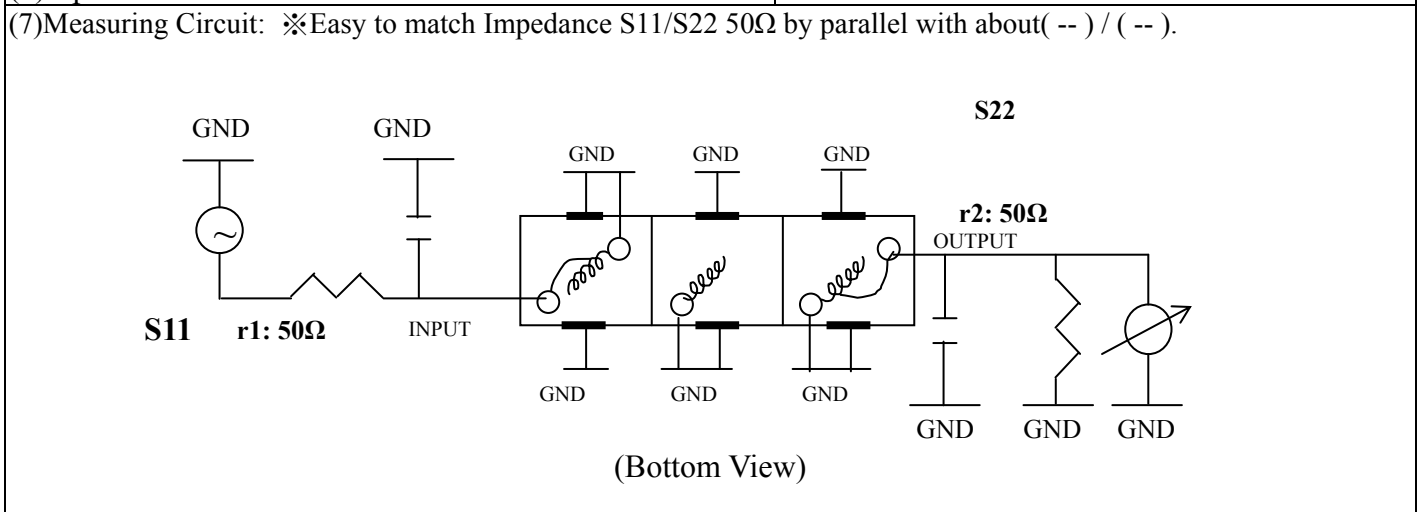 (7)Measuring Circuit: ※Easy to match Impedance S11/S22 50Ω by parallel with about( -- ) / ( -- ).
S22
GND GND
GND GND GND
r2: 50Ω
OUTPUT
S11 r1: 50Ω INPUT
GND GND GND
GND GND GND
(Bottom View)